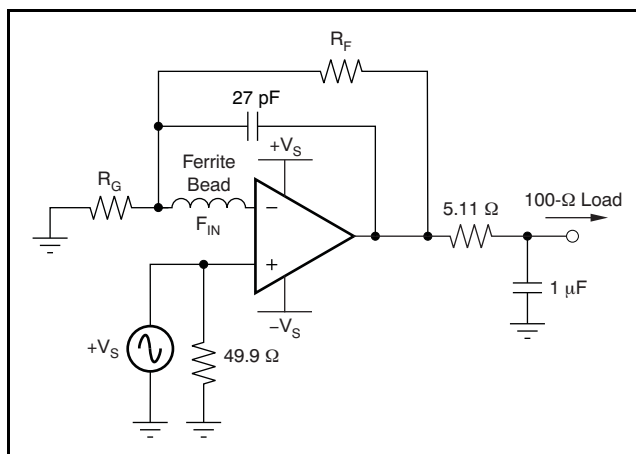 R_F
27 pF
+V_S
Ferrite
Bead
R_G
F_IN
−
+
5.11 Ω
100-Ω Load
−V_S
1 μF
+V_S
49.9 Ω